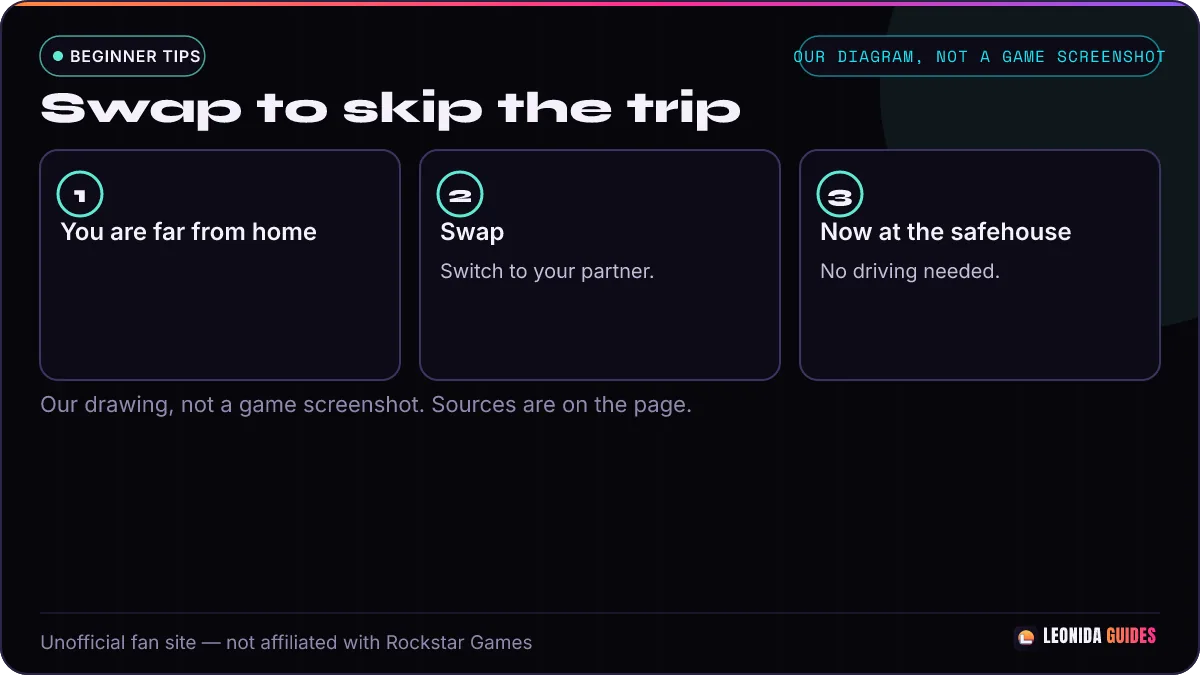 BEGINNER TIPS
OUR DIAGRAM, NOT A GAME SCREENSHOT
Swap to skip the trip
1
You are far from home
2
Swap
Switch to your partner.
3
Now at the safehouse
No driving needed.
Our drawing, not a game screenshot. Sources are on the page.
Unofficial fan site — not affiliated with Rockstar Games
LEONIDA GUIDES